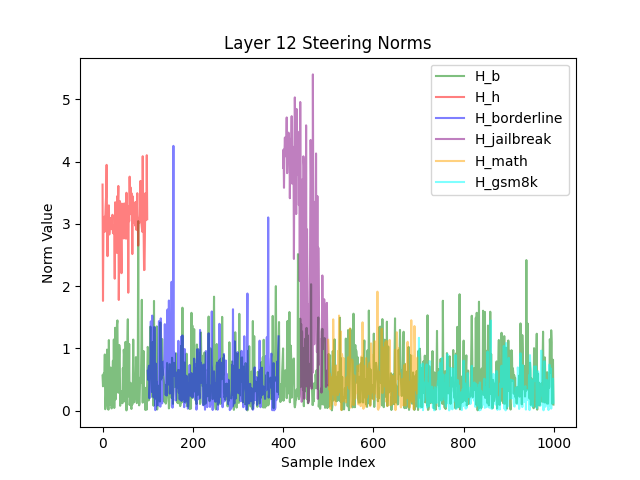 Layer 12 Steering Norms
H_b
H_h
H_borderline
H_jailbreak
H_math
H_gsm8k
Norm Value
5
4
3
2
1
0
0 200 400 600 800 1000
Sample Index